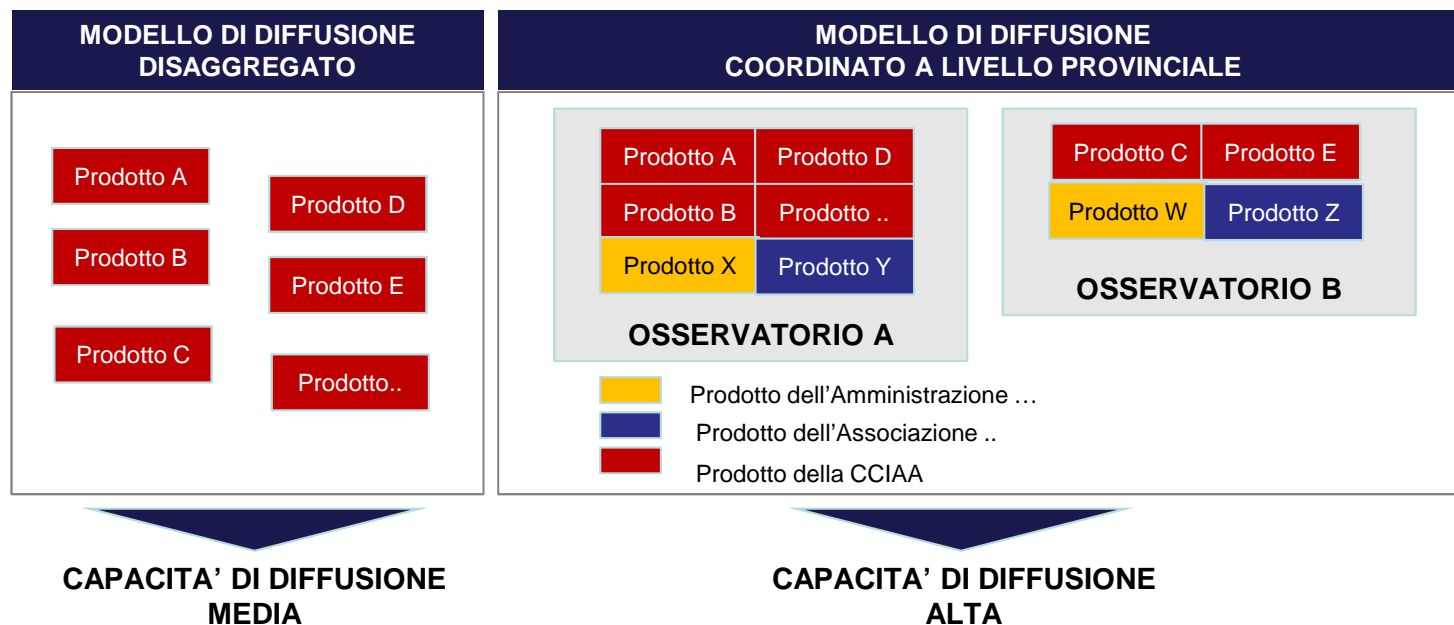 MODELLO DI DIFFUSIONE
DISAGGREGATO
Prodotto A
Prodotto B
Prodotto C
Prodotto D
Prodotto E
Prodotto..
CAPACITA’ DI DIFFUSIONE
MEDIA
MODELLO DI DIFFUSIONE
COORDINATO A LIVELLO PROVINCIALE
Prodotto A
Prodotto D
Prodotto B
Prodotto ..
Prodotto X
Prodotto Y
OSSERVATORIO A
Prodotto C
Prodotto E
Prodotto W
Prodotto Z
OSSERVATORIO B
Prodotto dell’Amministrazione …
Prodotto dell’Associazione ..
Prodotto della CCIAA
CAPACITA’ DI DIFFUSIONE
ALTA